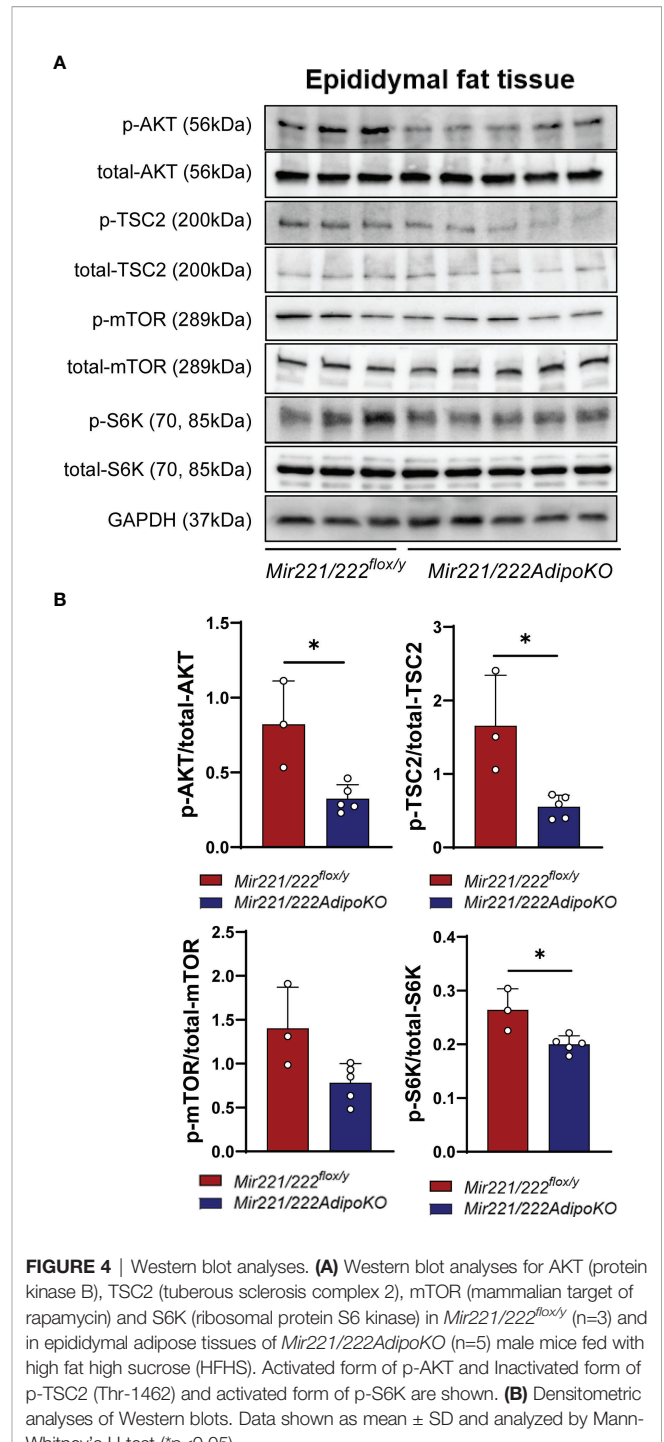 A
Epididymal fat tissue
p-AKT (56kDa)
total-AKT (56kDa)
p-TSC2 (200kDa)
total-TSC2 (200kDa)
p-mTOR (289kDa)
total-mTOR (289kDa)
p-S6K (70, 85kDa)
total-S6K (70, 85kDa)
GAPDH (37kDa)
Mir221/222flox/y Mir221/222AdipoKO
B
p-AKT/total-AKT
1.5
1.0
0.5
0.0
*
Mir221/222flox/y
Mir221/222AdipoKO
p-TSC2/total-TSC2
3
2
1
0
*
Mir221/222flox/y
Mir221/222AdipoKO
p-mTOR/total-mTOR
2.5
2.0
1.5
1.0
0.5
0.0
Mir221/222flox/y
Mir221/222AdipoKO
p-S6K/total-S6K
0.4
0.3
0.2
0.1
0.0
*
Mir221/222flox/y
Mir221/222AdipoKO
FIGURE 4 | Western blot analyses. (A) Western blot analyses for AKT (protein
kinase B), TSC2 (tuberous sclerosis complex 2), mTOR (mammalian target of
rapamycin) and S6K (ribosomal protein S6 kinase) in Mir221/222flox/y (n=3) and
in epididymal adipose tissues of Mir221/222AdipoKO (n=5) male mice fed with
high fat high sucrose (HFHS). Activated form of p-AKT and Inactivated form of
p-TSC2 (Thr-1462) and activated form of p-S6K are shown. (B) Densitometric
analyses of Western blots. Data shown as mean ± SD and analyzed by Mann-
Whitney's U test (*p<0.05).